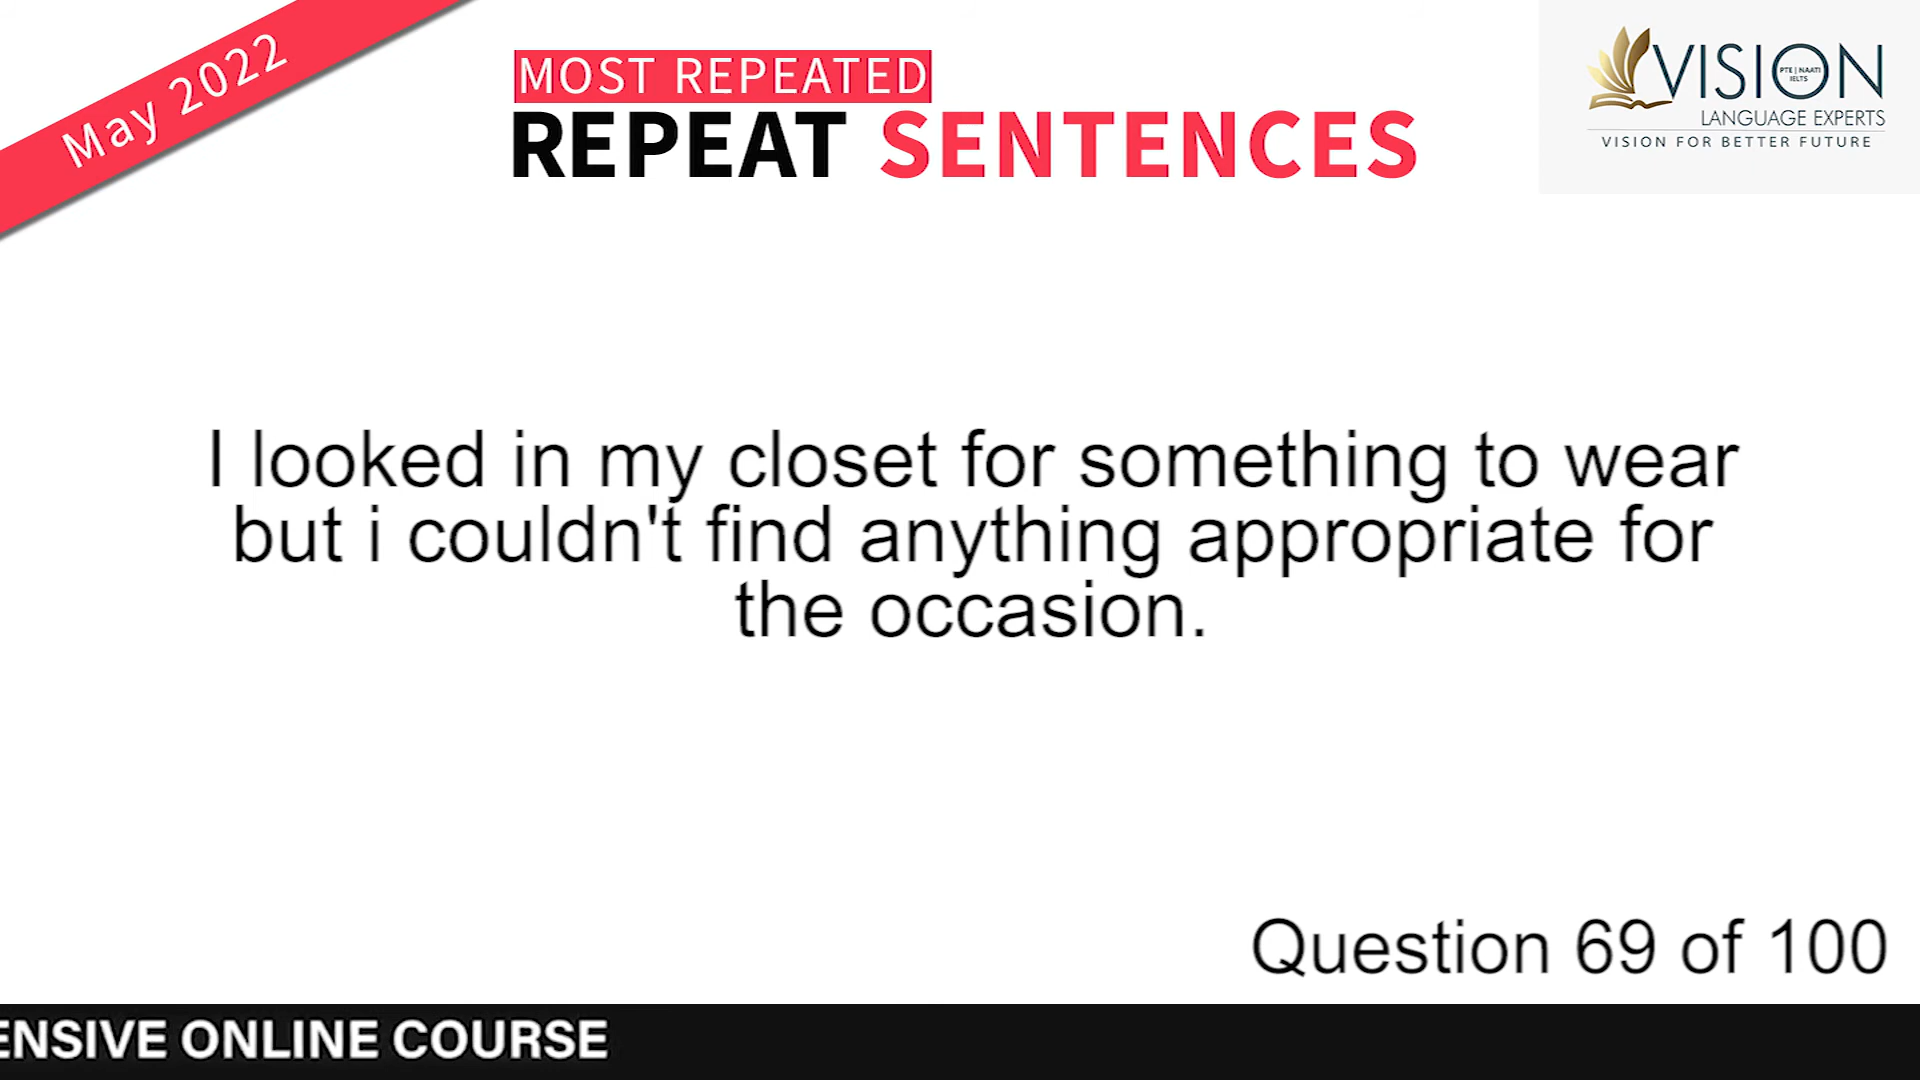 May 2022
MOST REPEATED
REPEAT SENTENCES
VISION
PTE | NAATI
IELTS
LANGUAGE EXPERTS
VISION FOR BETTER FUTURE
I looked in my closet for something to wear
but i couldn't find anything appropriate for
the occasion.
Question 69 of 100
ENSIVE ONLINE COURSE